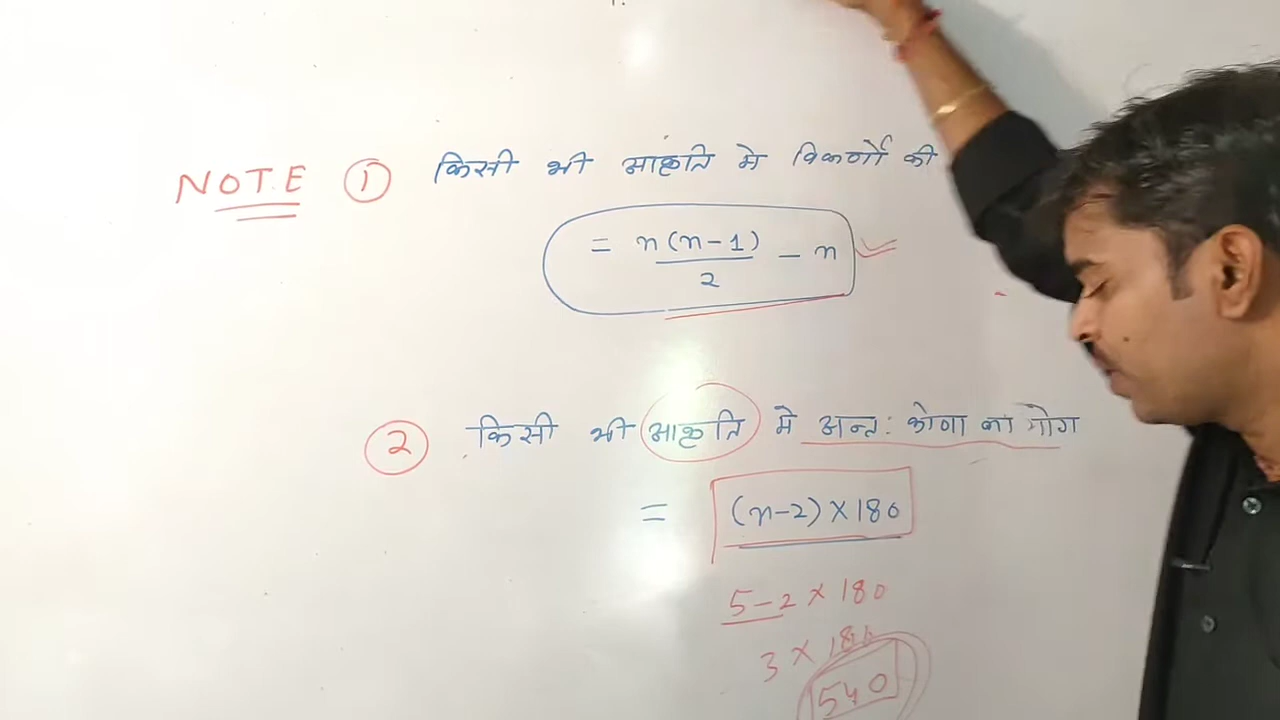 NOTE ① किसी भी आकृति मे विकर्णो की
= n(n-1)/2 - n
② किसी भी आकृति मे अन्त: कोणा का योग
= (n-2)×180
5-2×180
3×180
540